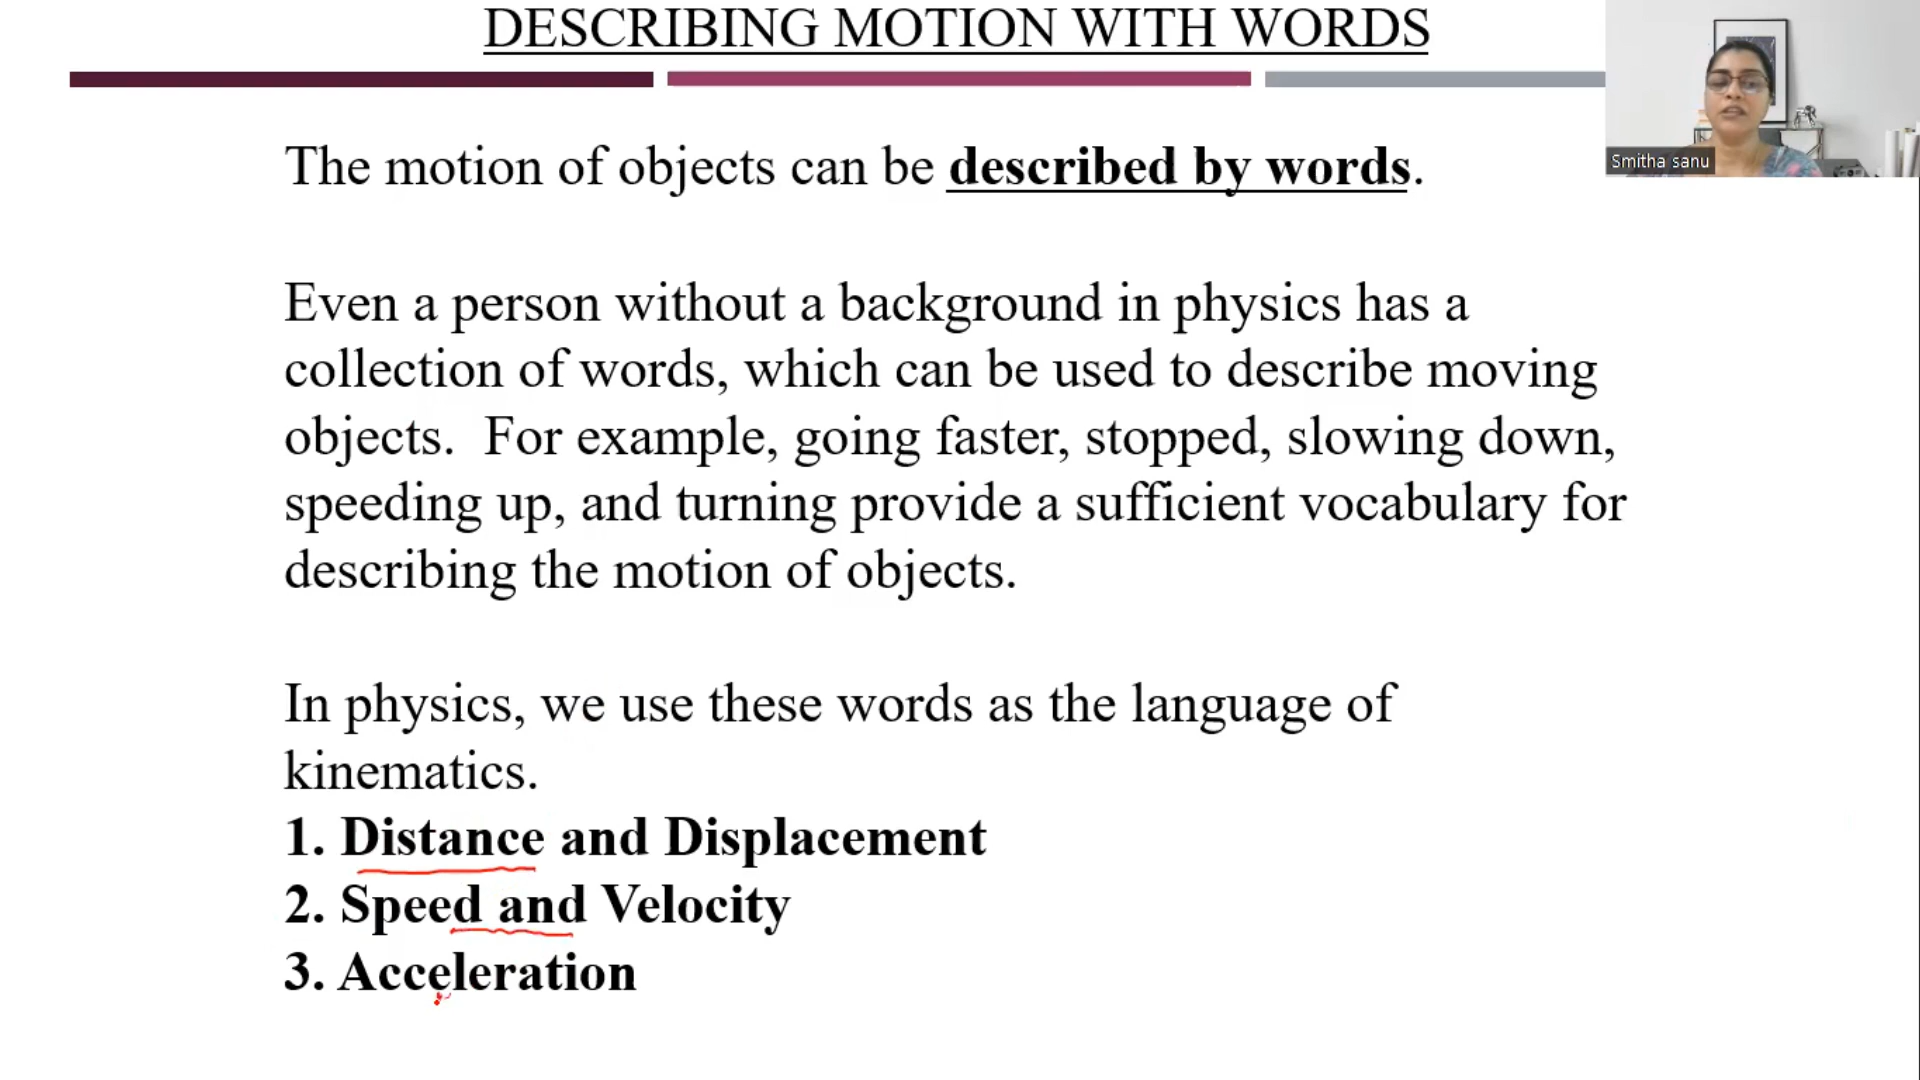 DESCRIBING MOTION WITH WORDS
Smitha sanu
The motion of objects can be described by words.
Even a person without a background in physics has a
collection of words, which can be used to describe moving
objects.  For example, going faster, stopped, slowing down,
speeding up, and turning provide a sufficient vocabulary for
describing the motion of objects.
In physics, we use these words as the language of
kinematics.
1. Distance and Displacement
2. Speed and Velocity
3. Acceleration